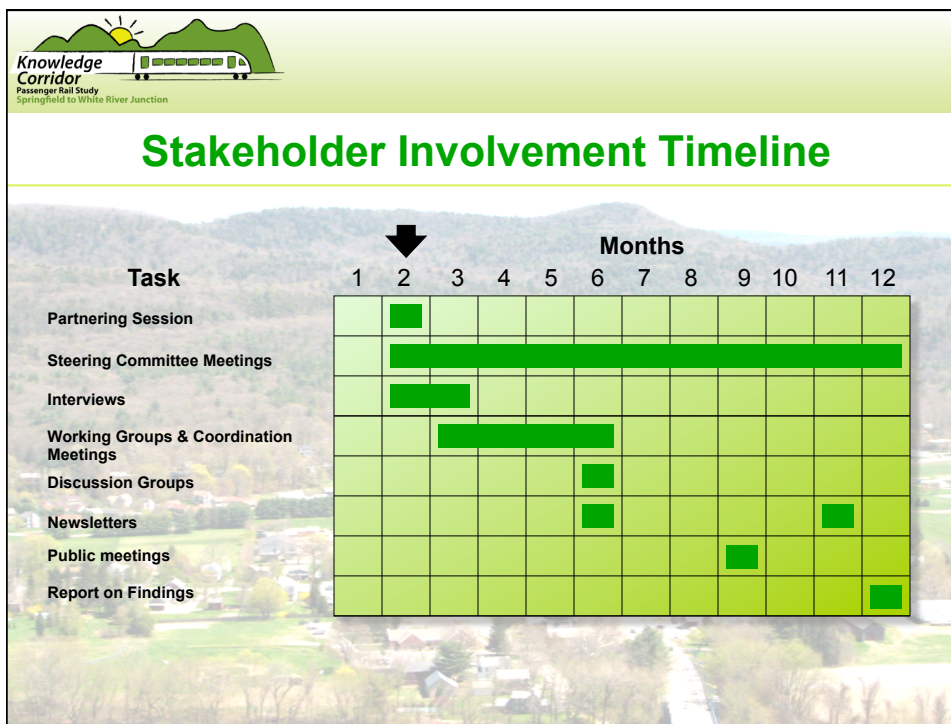 Knowledge
Corridor
Passenger Rail Study
Springfield to White River Junction
Stakeholder Involvement Timeline
Months
Task
1 2 3 4 5 6 7 8 9 10 11 12
Partnering Session
Steering Committee Meetings
Interviews
Working Groups & Coordination
Meetings
Discussion Groups
Newsletters
Public meetings
Report on Findings